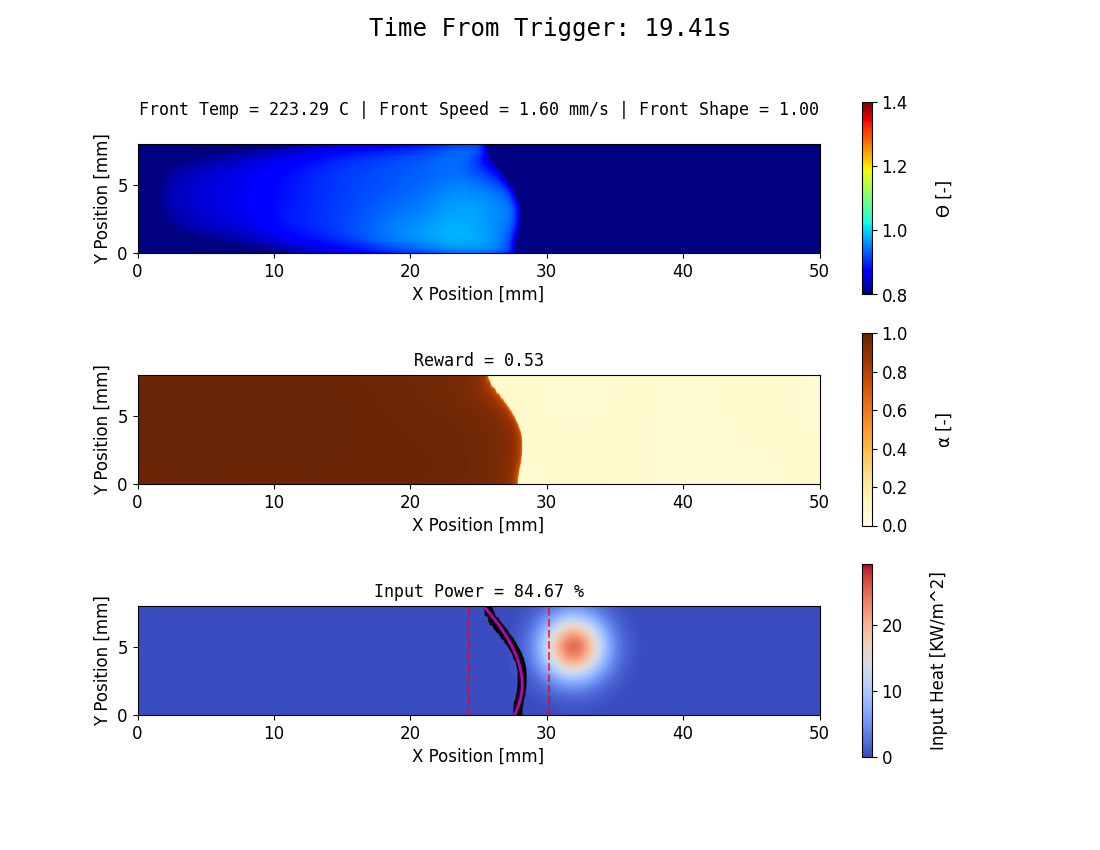 Time From Trigger: 19.41s
Front Temp = 223.29 C | Front Speed = 1.60 mm/s | Front Shape = 1.00
Y Position [mm]
5
0
0 10 20 30 40 50
X Position [mm]
1.4
1.2
1.0
0.8
Θ [-]
Reward = 0.53
Y Position [mm]
5
0
0 10 20 30 40 50
X Position [mm]
1.0
0.8
0.6
0.4
0.2
0.0
α [-]
Input Power = 84.67 %
Y Position [mm]
5
0
0 10 20 30 40 50
X Position [mm]
20
10
0
Input Heat [KW/m^2]